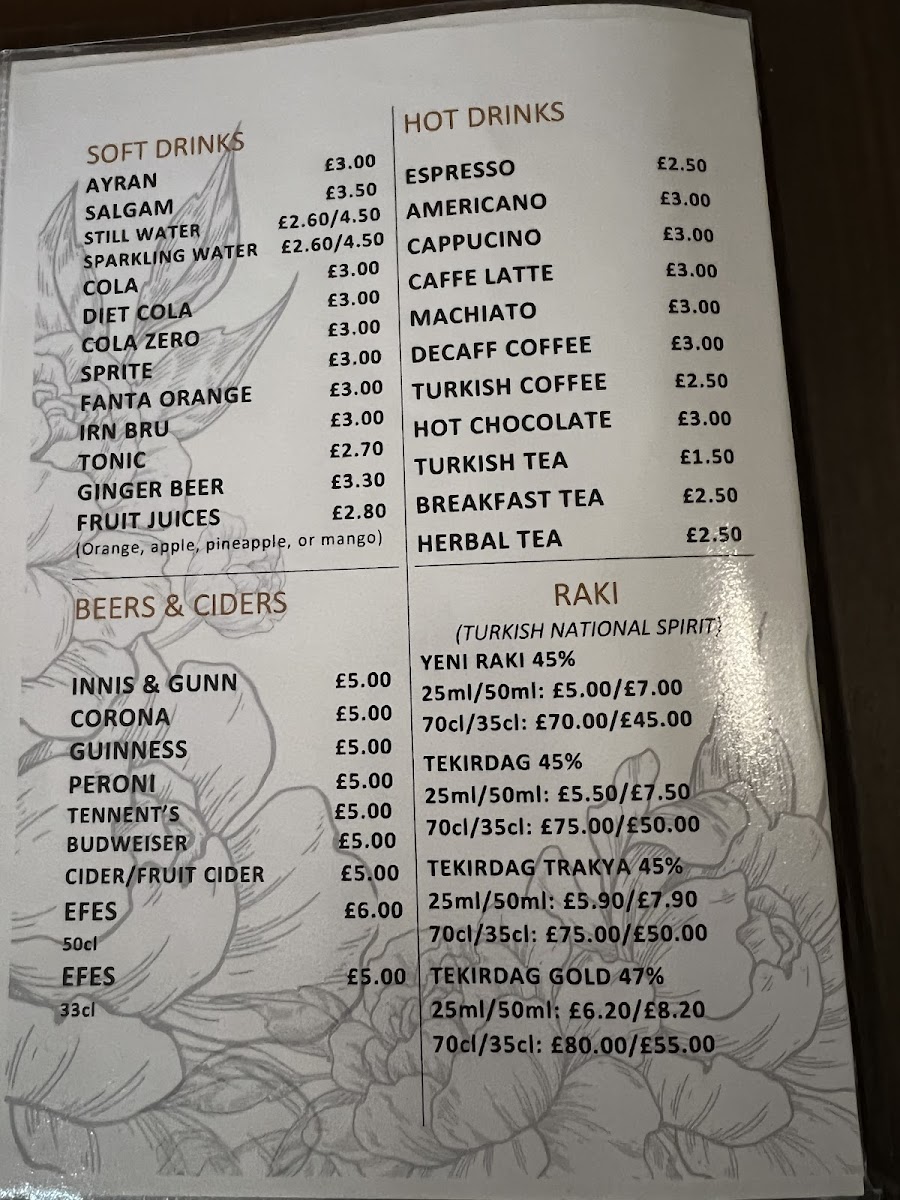 SOFT DRINKS
AYRAN £3.00
SALGAM £3.50
STILL WATER £2.60/4.50
SPARKLING WATER £2.60/4.50
COLA £3.00
DIET COLA £3.00
COLA ZERO £3.00
SPRITE £3.00
FANTA ORANGE £3.00
IRN BRU £3.00
TONIC £2.70
GINGER BEER £3.30
FRUIT JUICES £2.80
(Orange, apple, pineapple, or mango)
HOT DRINKS
ESPRESSO £2.50
AMERICANO £3.00
CAPPUCINO £3.00
CAFFE LATTE £3.00
MACHIATO £3.00
DECAFF COFFEE £3.00
TURKISH COFFEE £2.50
HOT CHOCOLATE £3.00
TURKISH TEA £1.50
BREAKFAST TEA £2.50
HERBAL TEA £2.50
BEERS & CIDERS
INNIS & GUNN £5.00
CORONA £5.00
GUINNESS £5.00
PERONI £5.00
TENNENT'S £5.00
BUDWEISER £5.00
CIDER/FRUIT CIDER £5.00
EFES £6.00
50cl
EFES £5.00
33cl
RAKI
(TURKISH NATIONAL SPIRIT)
YENI RAKI 45%
25ml/50ml: £5.00/£7.00
70cl/35cl: £70.00/£45.00
TEKIRDAG 45%
25ml/50ml: £5.50/£7.50
70cl/35cl: £75.00/£50.00
TEKIRDAG TRAKYA 45%
25ml/50ml: £5.90/£7.90
70cl/35cl: £75.00/£50.00
TEKIRDAG GOLD 47%
25ml/50ml: £6.20/£8.20
70cl/35cl: £80.00/£55.00